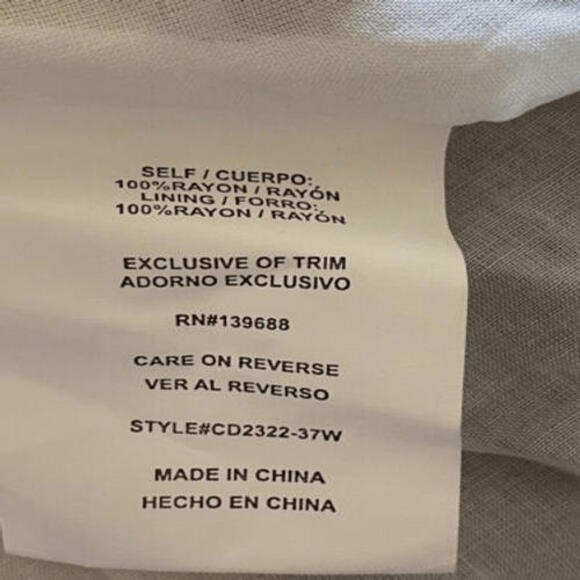 SELF / CUERPO:
100%RAYON / RAYÓN
LINING / FORRO:
100%RAYON / RAYÓN
EXCLUSIVE OF TRIM
ADORNO EXCLUSIVO
RN#139688
CARE ON REVERSE
VER AL REVERSO
STYLE#CD2322-37W
MADE IN CHINA
HECHO EN CHINA